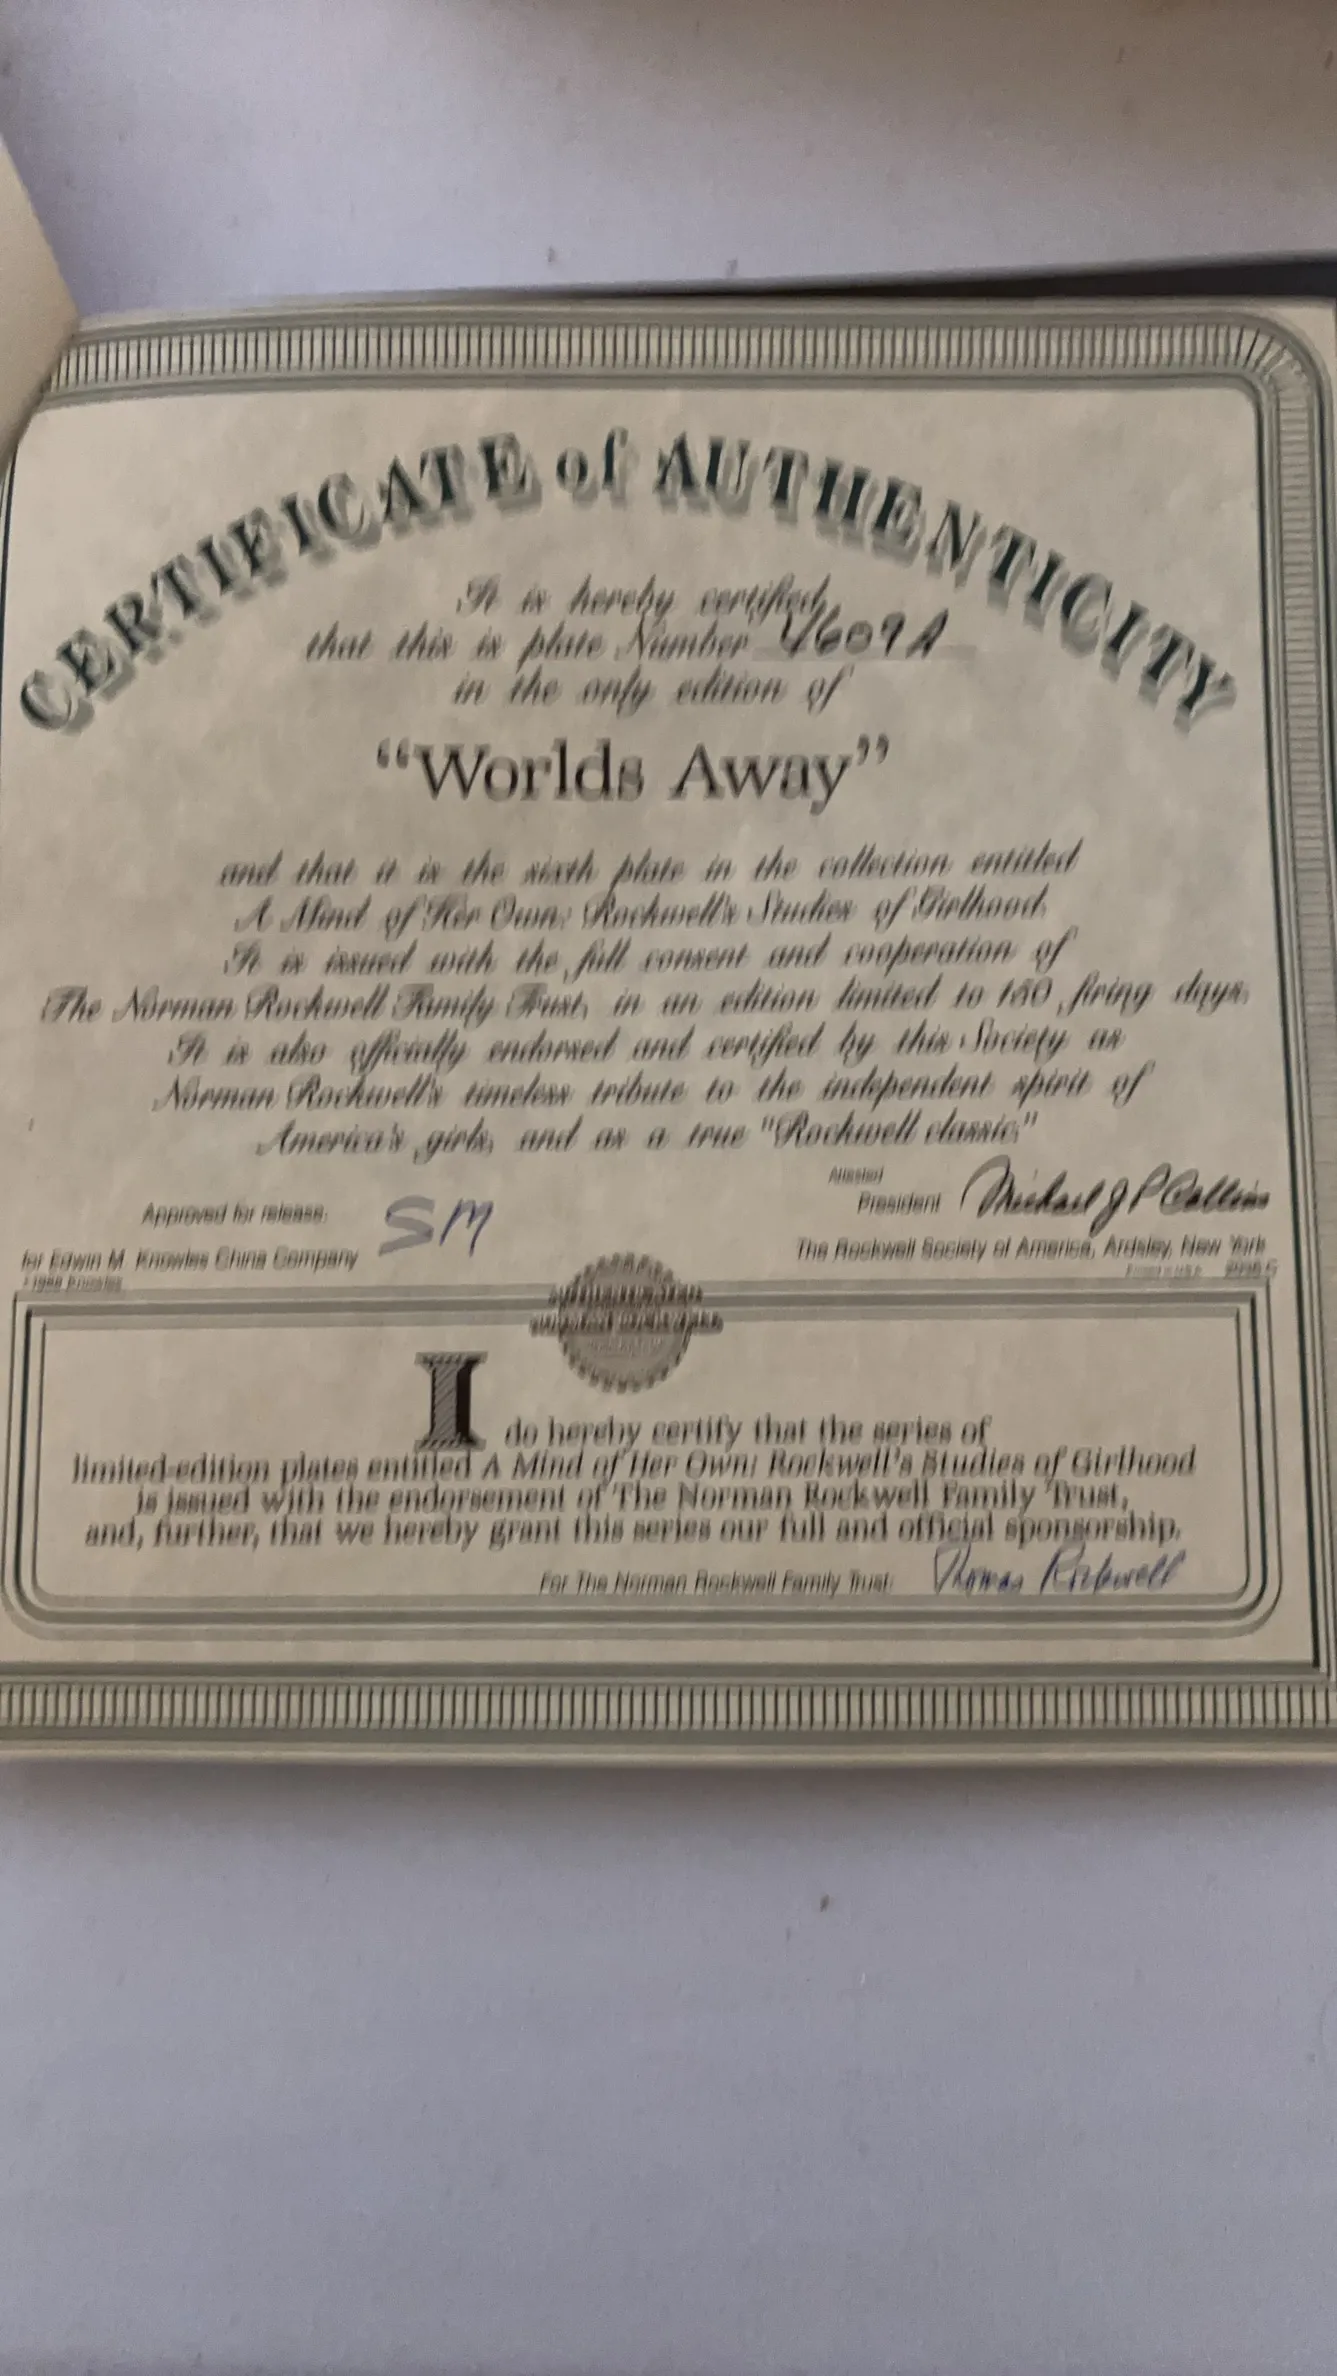 CERTIFICATE of AUTHENTICITY
It is hereby certified
that this is plate Number 4609A
in the only edition of
“Worlds Away”
and that it is the sixth plate in the collection entitled
A Mind of Her Own: Rockwell's Studies of Girlhood.
It is issued with the full consent and cooperation of
The Norman Rockwell Family Trust, in an edition limited to 150 firing days.
It is also officially endorsed and certified by this Society as
Norman Rockwell's timeless tribute to the independent spirit of
America's girls, and as a true "Rockwell classic."
Approved for release: SM
for Edwin M. Knowles China Company
Knowles
Attested
President Michael J P Collins
The Rockwell Society of America, Ardsley, New York
I do hereby certify that the series of
limited-edition plates entitled A Mind of Her Own: Rockwell's Studies of Girlhood
is issued with the endorsement of The Norman Rockwell Family Trust,
and, further, that we hereby grant this series our full and official sponsorship.
For The Norman Rockwell Family Trust: Thomas Rockwell